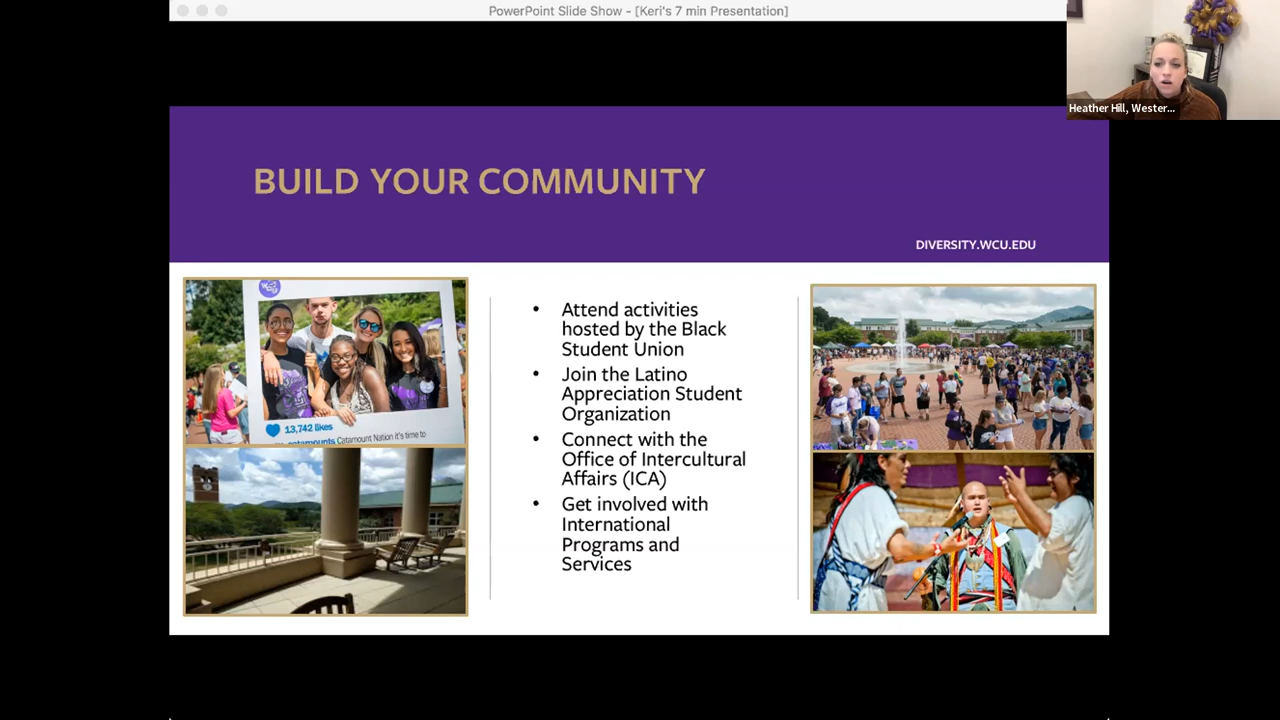 PowerPoint Slide Show - [Keri's 7 min Presentation]
Heather Hill, Wester...
BUILD YOUR COMMUNITY
DIVERSITY.WCU.EDU
• Attend activities
hosted by the Black
Student Union
• Join the Latino
Appreciation Student
Organization
• Connect with the
Office of Intercultural
Affairs (ICA)
• Get involved with
International
Programs and
Services
13,742 likes
catamounts Catamount Nation it's time to